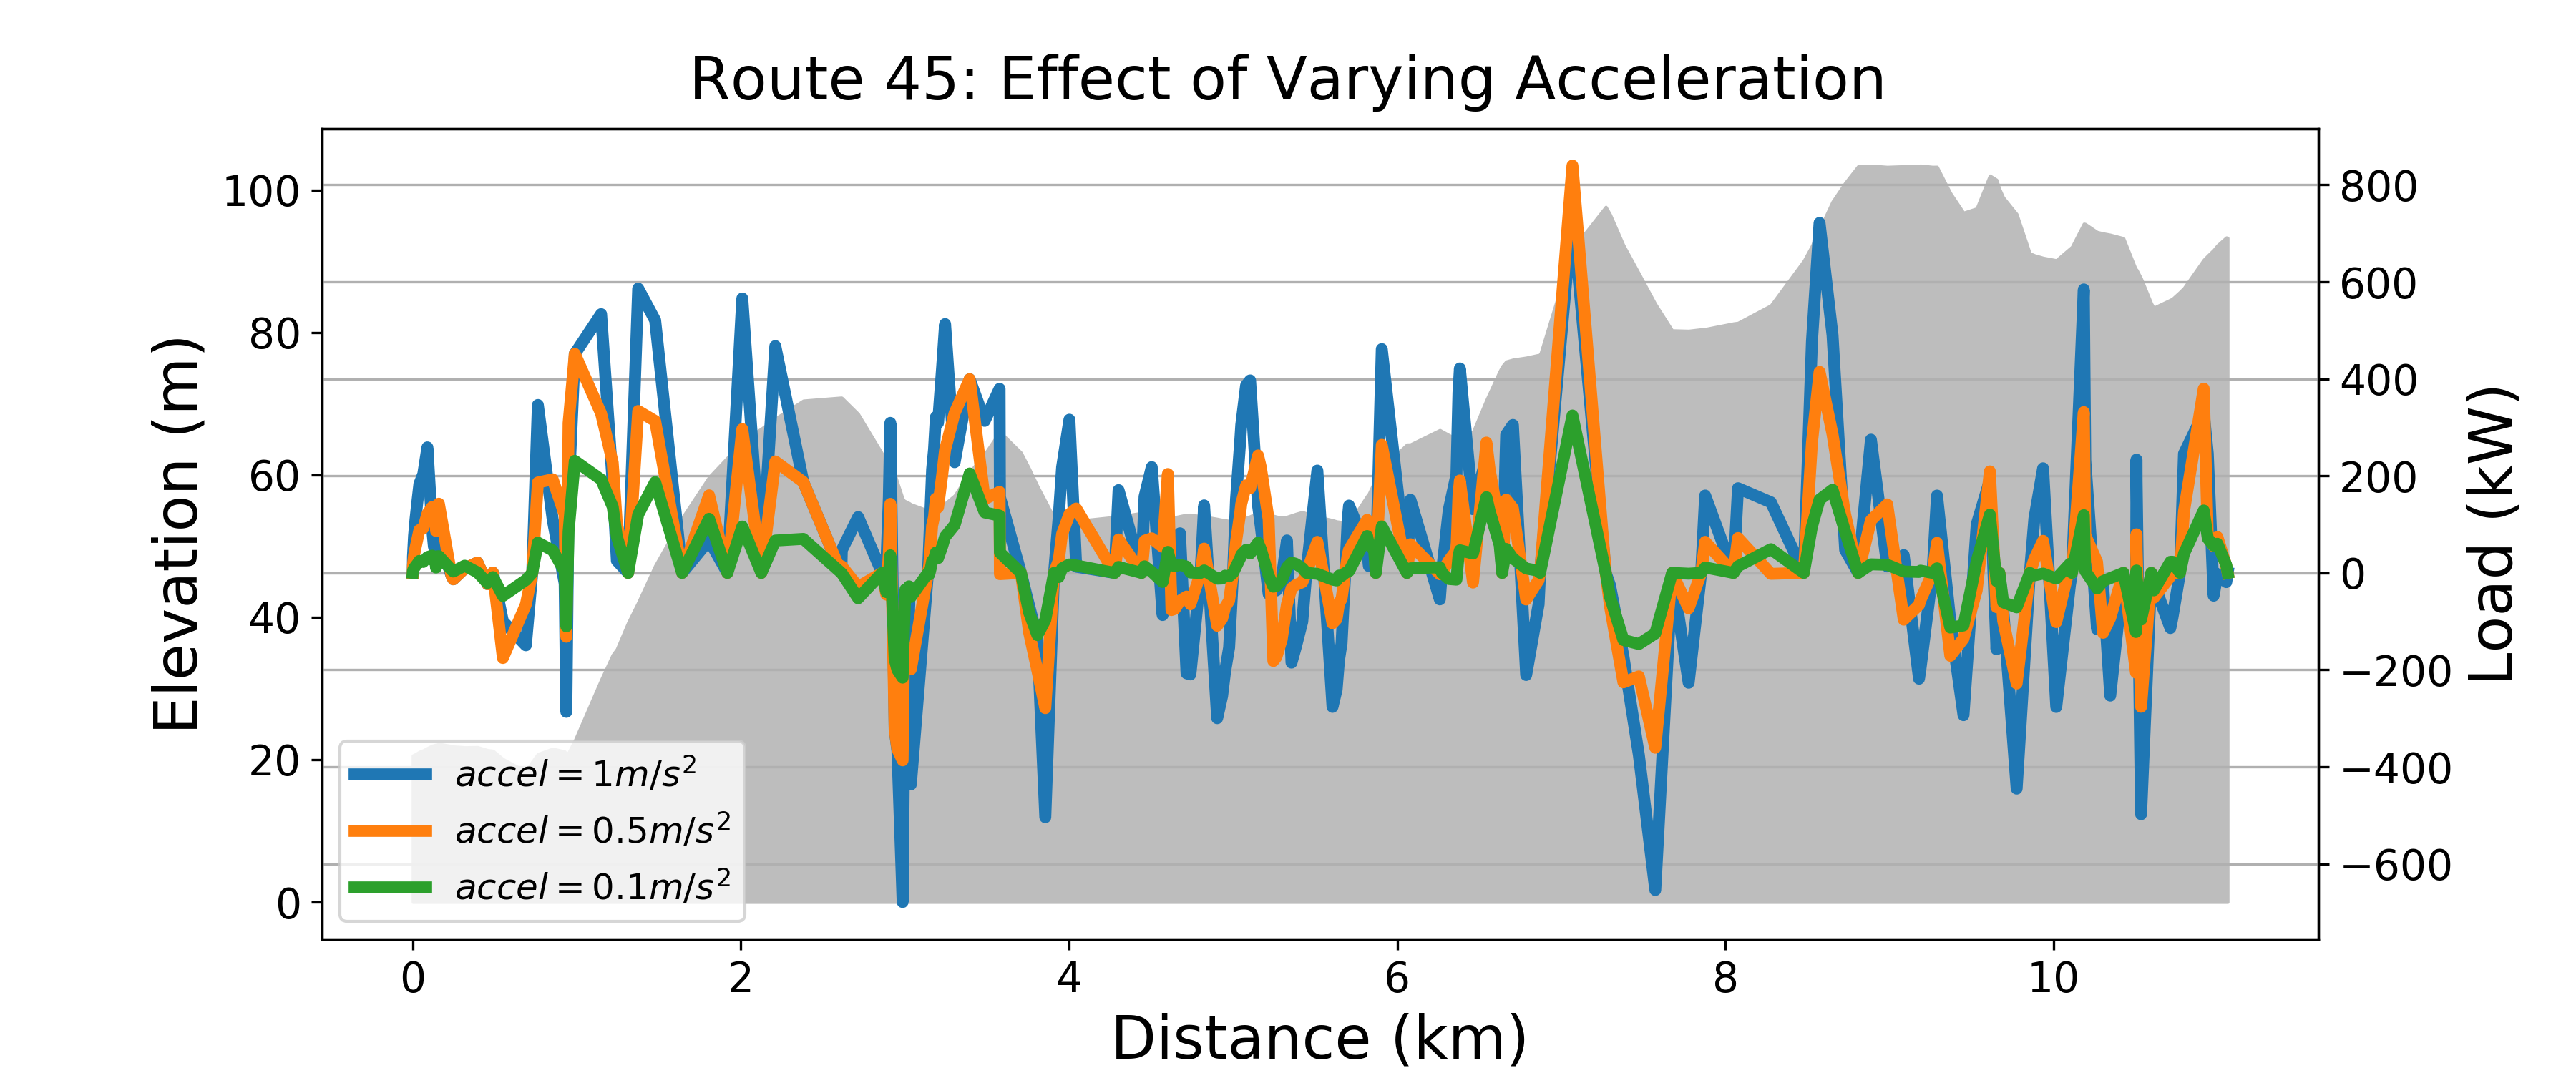 Route 45: Effect of Varying Acceleration
Elevation (m)
100
80
60
40
20
0
800
600
400
200
0
−200
−400
−600
Load (kW)
accel = 1m/s²
accel = 0.5m/s²
accel = 0.1m/s²
0 2 4 6 8 10
Distance (km)